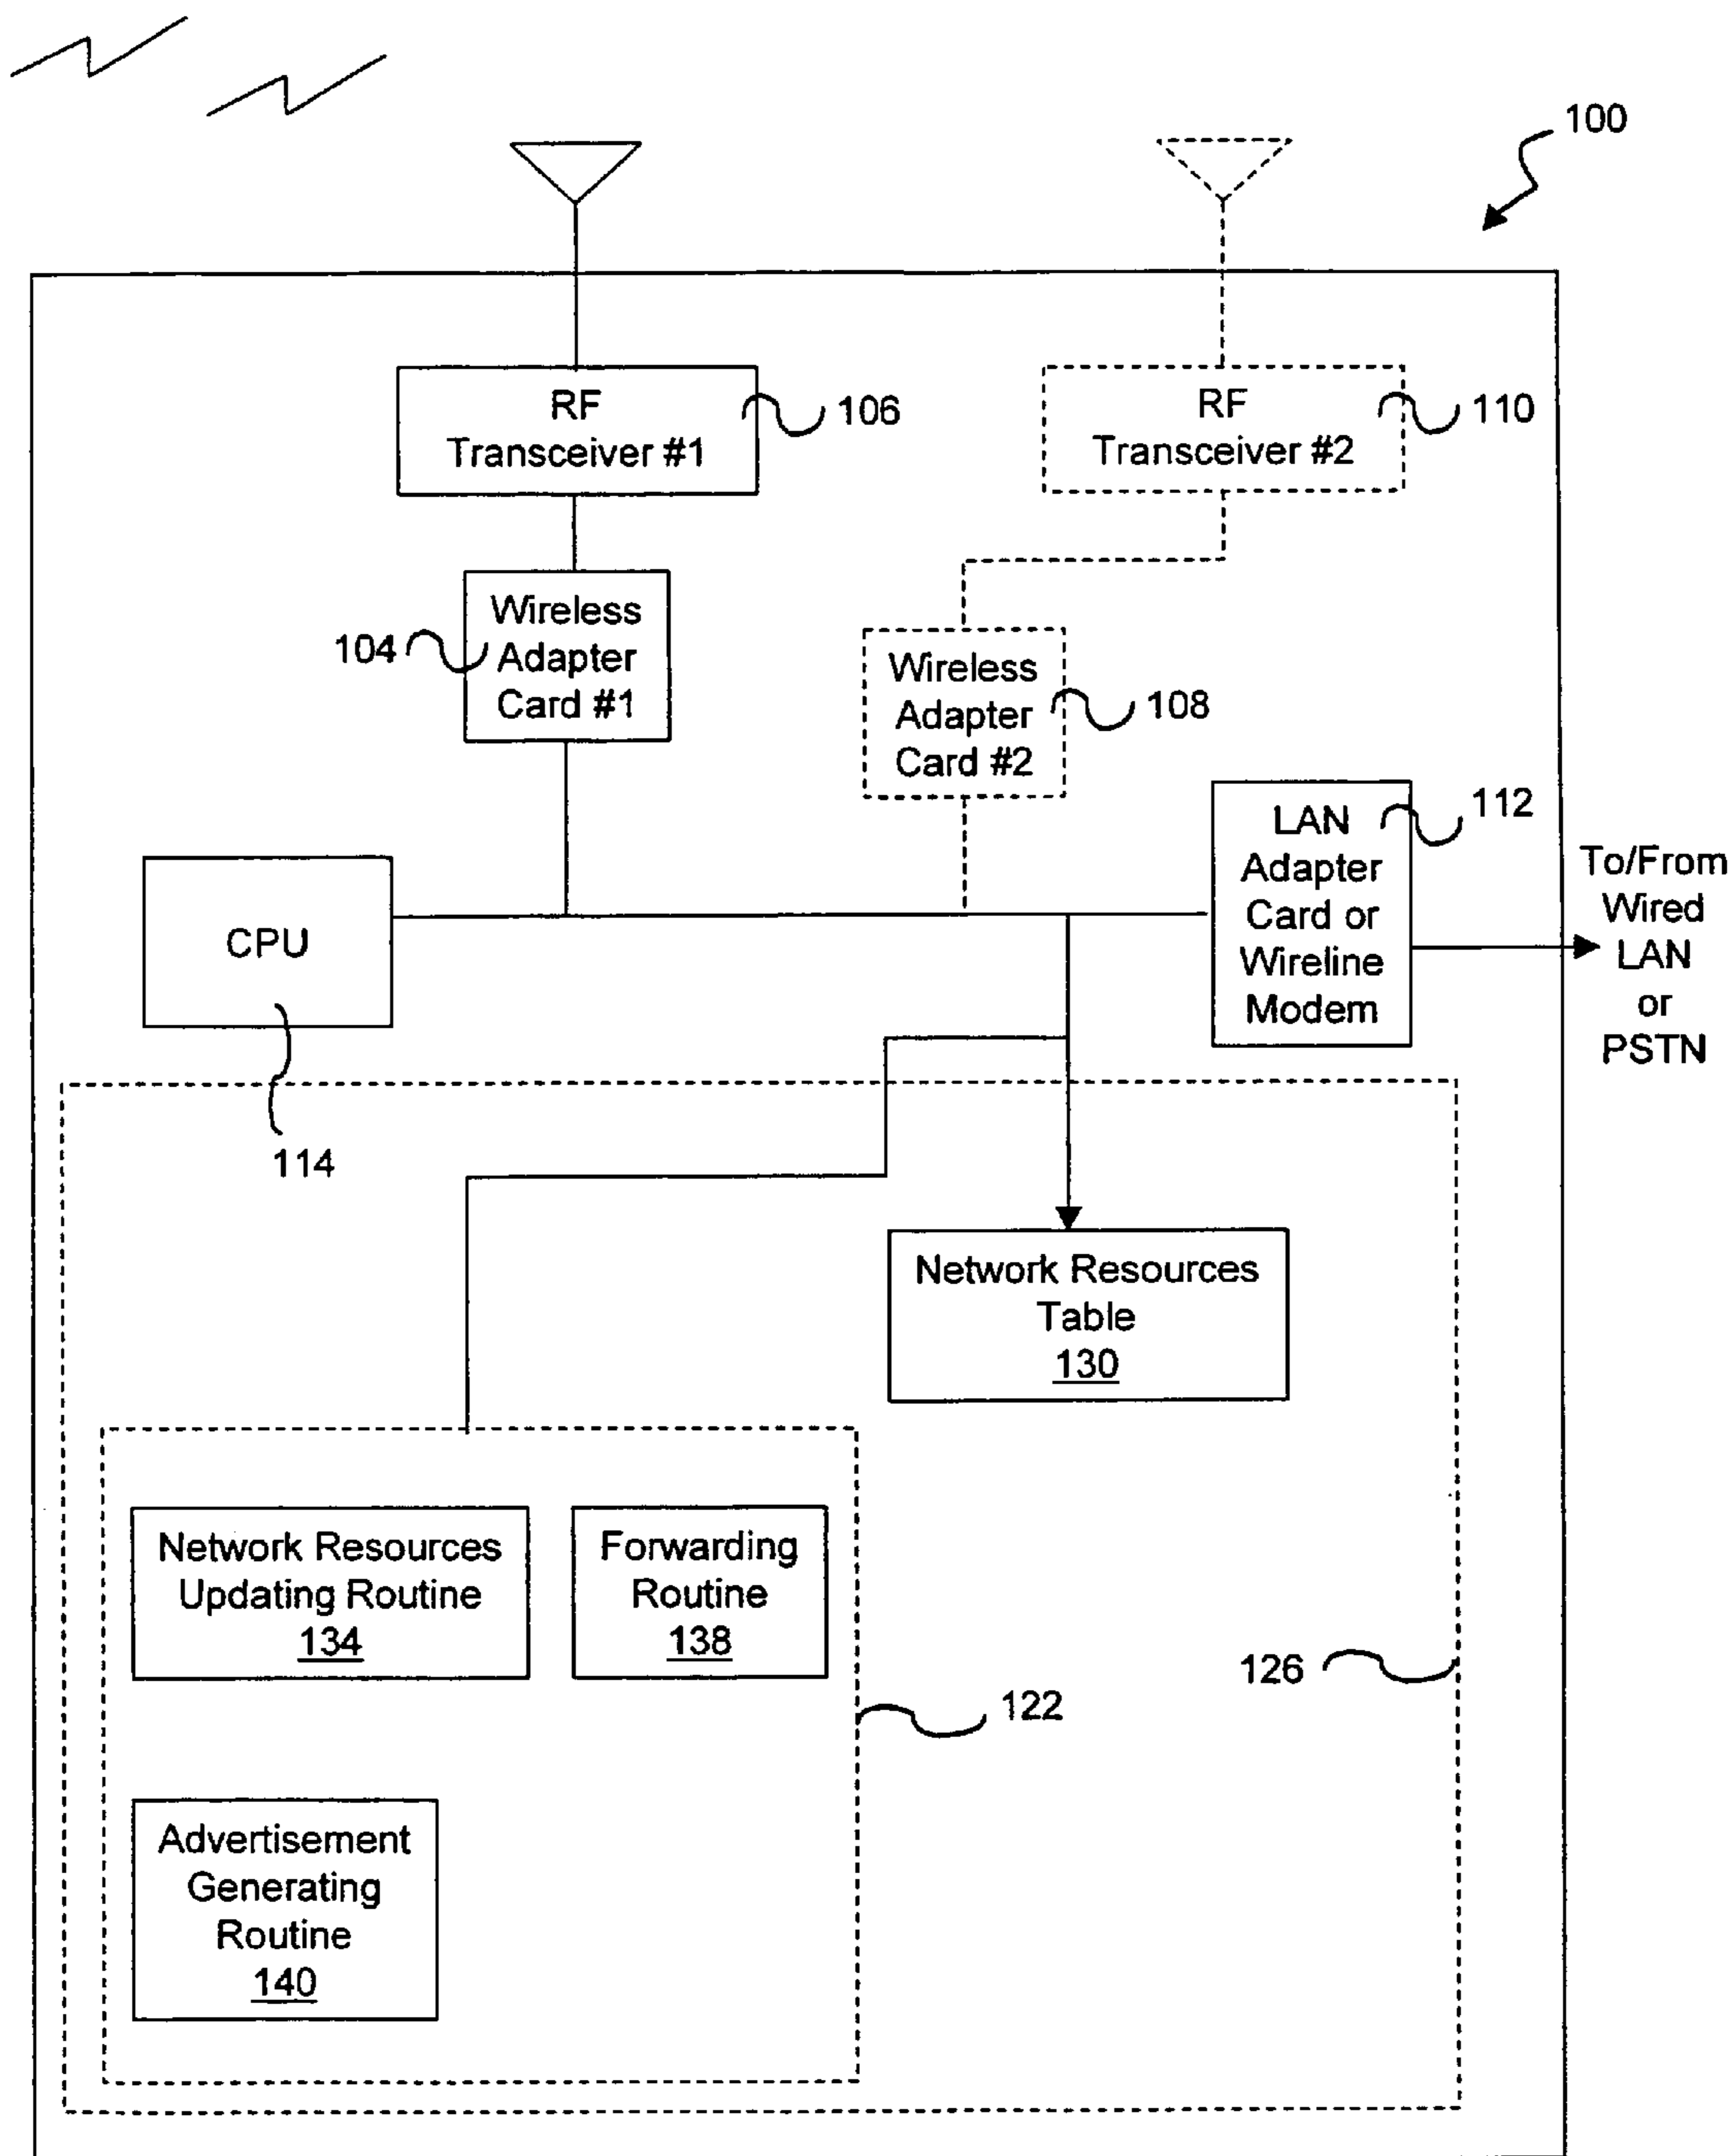 100
RF
Transceiver #1
106
RF
Transceiver #2
110
Wireless
Adapter
Card #1
104
Wireless
Adapter
Card #2
108
LAN
Adapter
Card or
Wireline
Modem
112
To/From
Wired
LAN
or
PSTN
CPU
114
Network Resources
Table
130
Network Resources
Updating Routine
134
Forwarding
Routine
138
126
122
Advertisement
Generating
Routine
140